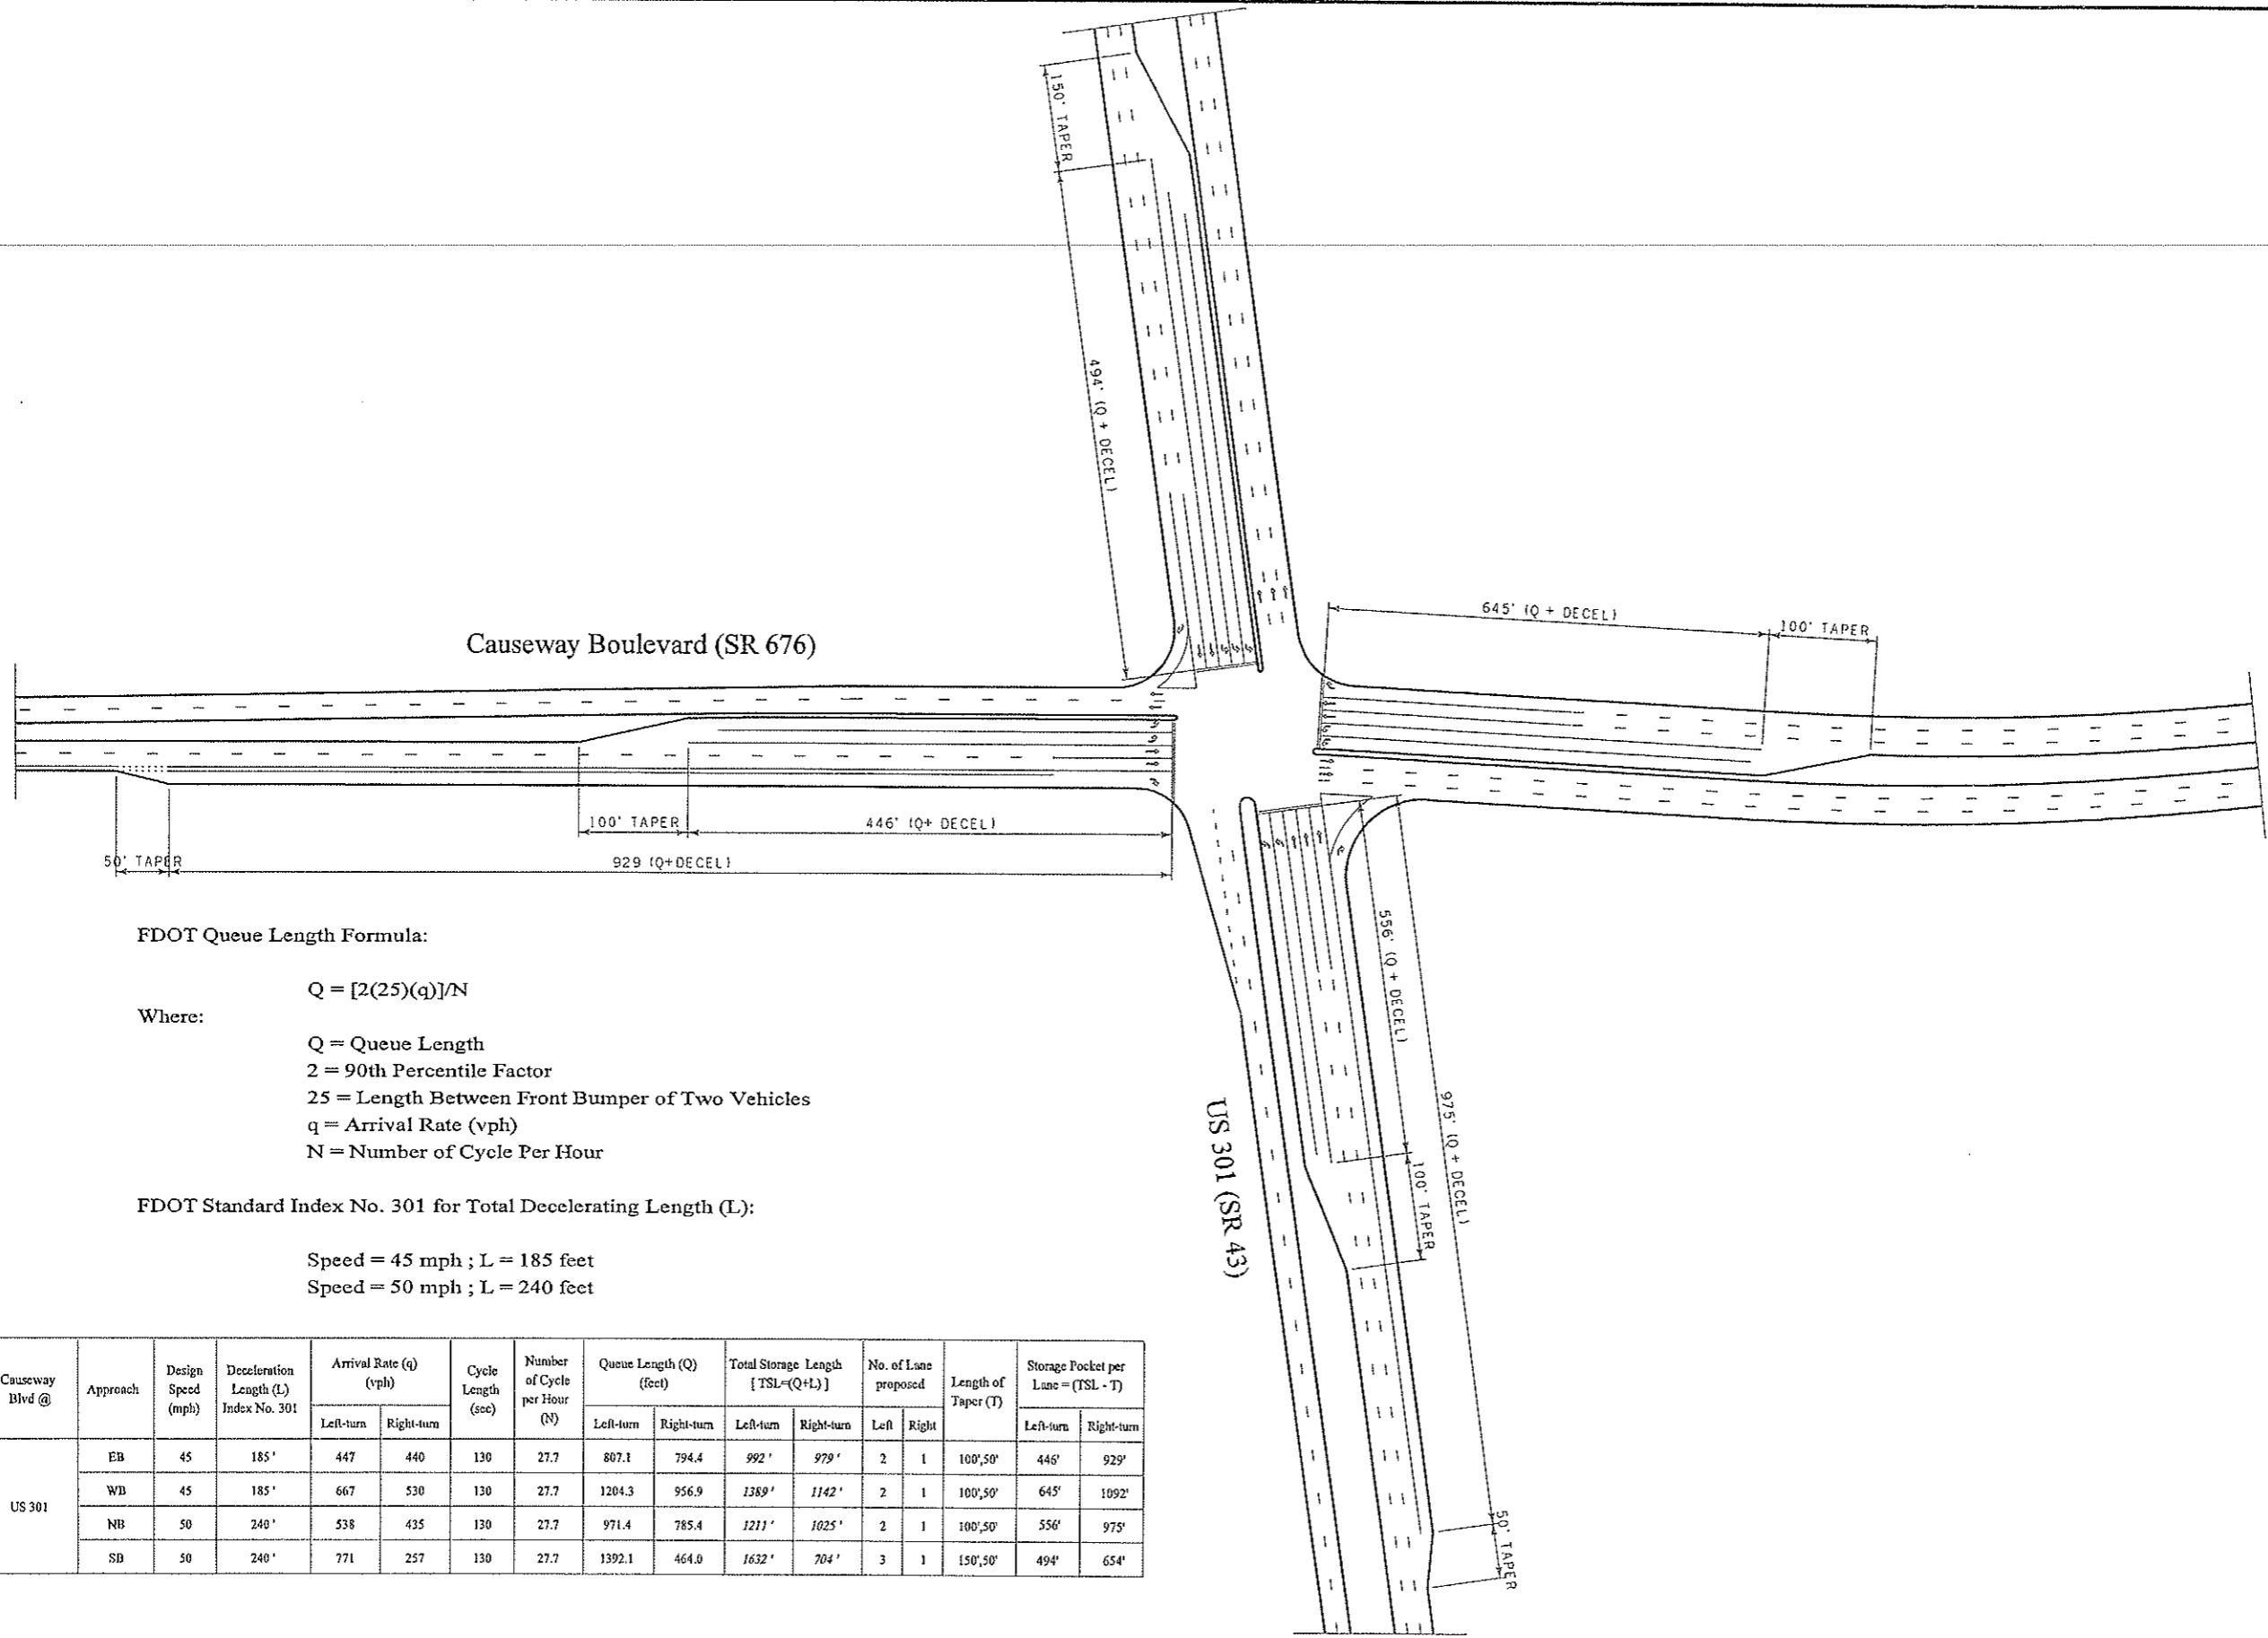 150' TAPER
494' (Q + DECEL)
645' (Q + DECEL)
100' TAPER
Causeway Boulevard (SR 676)
100' TAPER
446' (Q+ DECEL)
50' TAPER
929 (Q+DECEL)
556' (Q + DECEL)
975' (Q + DECEL)
100' TAPER
US 301 (SR 43)
50' TAPER
FDOT Queue Length Formula:
Q = [2(25)(q)]/N
Where:
Q = Queue Length
2 = 90th Percentile Factor
25 = Length Between Front Bumper of Two Vehicles
q = Arrival Rate (vph)
N = Number of Cycle Per Hour
FDOT Standard Index No. 301 for Total Decelerating Length (L):
Speed = 45 mph ; L = 185 feet
Speed = 50 mph ; L = 240 feet
Causeway Blvd @ Approach Design Speed (mph) Deceleration Length (L) Index No. 301 Arrival Rate (q) (vph) Cycle Length (sec) Number of Cycle per Hour (N) Queue Length (Q) (feet) Total Storage Length [ TSL=(Q+L) ] No. of Lane proposed Length of Taper (T) Storage Pocket per Lane = (TSL - T)
Left-turn Right-turn Left-turn Right-turn Left-turn Right-turn Left Right Left-turn Right-turn
US 301
EB 45 185' 447 440 130 27.7 807.1 794.4 992' 979' 2 1 100',50' 446' 929'
WB 45 185' 667 530 130 27.7 1204.3 956.9 1389' 1142' 2 1 100',50' 645' 1092'
NB 50 240' 538 435 130 27.7 971.4 785.4 1211' 1025' 2 1 100',50' 556' 975'
SB 50 240' 771 257 130 27.7 1392.1 464.0 1632' 704' 3 1 150',50' 494' 654'